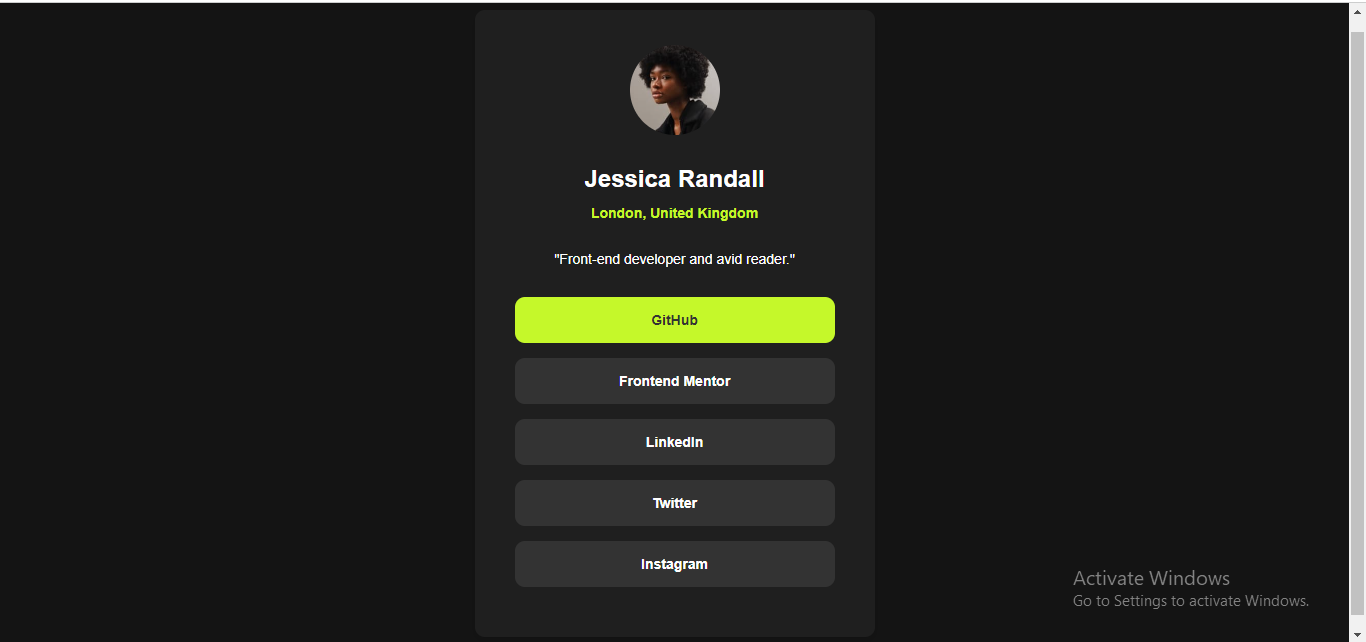 Jessica Randall
London, United Kingdom
"Front-end developer and avid reader."
GitHub
Frontend Mentor
LinkedIn
Twitter
Instagram
Activate Windows
Go to Settings to activate Windows.